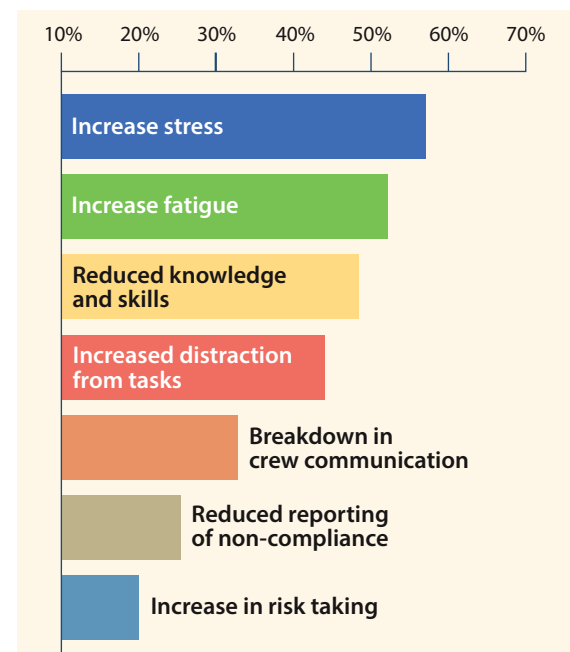 10% 20% 30% 40% 50% 60% 70%
Increase stress
Increase fatigue
Reduced knowledge
and skills
Increased distraction
from tasks
Breakdown in
crew communication
Reduced reporting
of non-compliance
Increase in risk taking